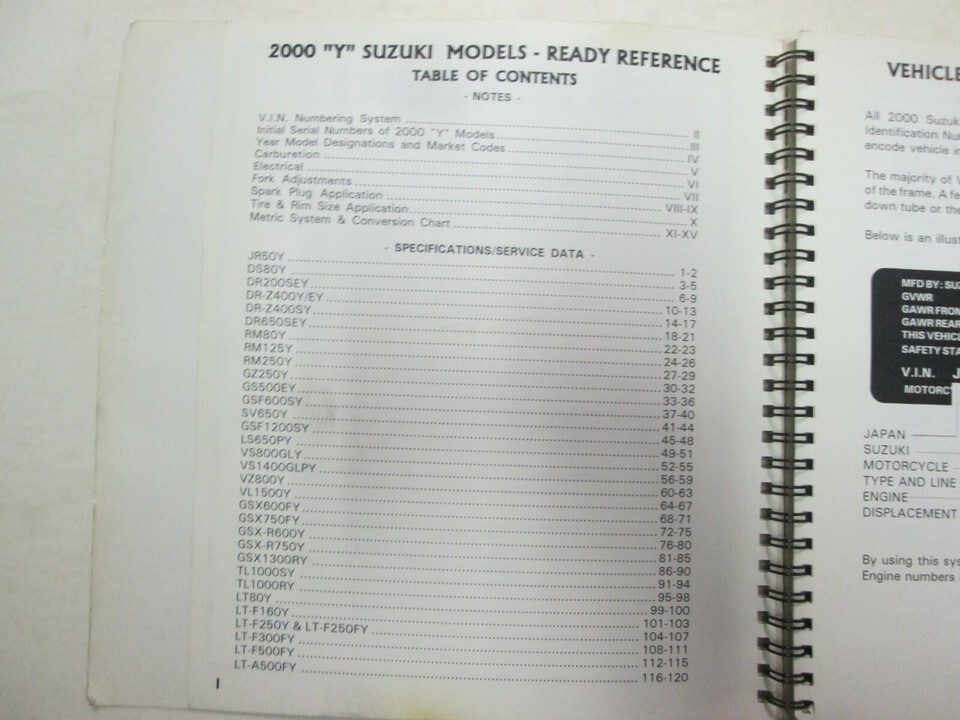 2000 "Y" SUZUKI MODELS - READY REFERENCE
TABLE OF CONTENTS
- NOTES -
V.I.N. Numbering System II
Initial Serial Numbers of 2000 "Y" Models III
Year Model Designations and Market Codes IV
Carburetion V
Electrical VI
Fork Adjustments VII
Spark Plug Application VIII-IX
Tire & Rim Size Application X
Metric System & Conversion Chart XI-XV
- SPECIFICATIONS/SERVICE DATA -
JR50Y 1-2
DS80Y 3-5
DR200SEY 6-9
DR-Z400Y/EY 10-13
DR-Z400SY 14-17
DR650SEY 18-21
RM80Y 22-23
RM125Y 24-26
RM250Y 27-29
GZ250Y 30-32
GS500EY 33-36
GSF600SY 37-40
SV650Y 41-44
GSF1200SY 45-48
LS650PY 49-51
VS800GLY 52-55
VS1400GLPY 56-59
VZ800Y 60-63
VL1500Y 64-67
GSX600FY 68-71
GSX750FY 72-75
GSX-R600Y 76-80
GSX-R750Y 81-85
GSX1300RY 86-90
TL1000SY 91-94
TL1000RY 95-98
LT80Y 99-100
LT-F160Y 101-103
LT-F250Y & LT-F250FY 104-107
LT-F300FY 108-111
LT-F500FY 112-115
LT-A500FY 116-120
I
VEHICLE
All 2000 Suzuk
Identification Nu
encode vehicle i
The majority of V
of the frame. A fe
down tube or the
Below is an illust
MFD BY: SUZ
GVWR
GAWR FRON
GAWR REAR
THIS VEHIC
SAFETY STA
V.I.N. J
MOTORC
JAPAN
SUZUKI
MOTORCYCLE
TYPE AND LINE
ENGINE
DISPLACEMENT
By using this sys
Engine numbers